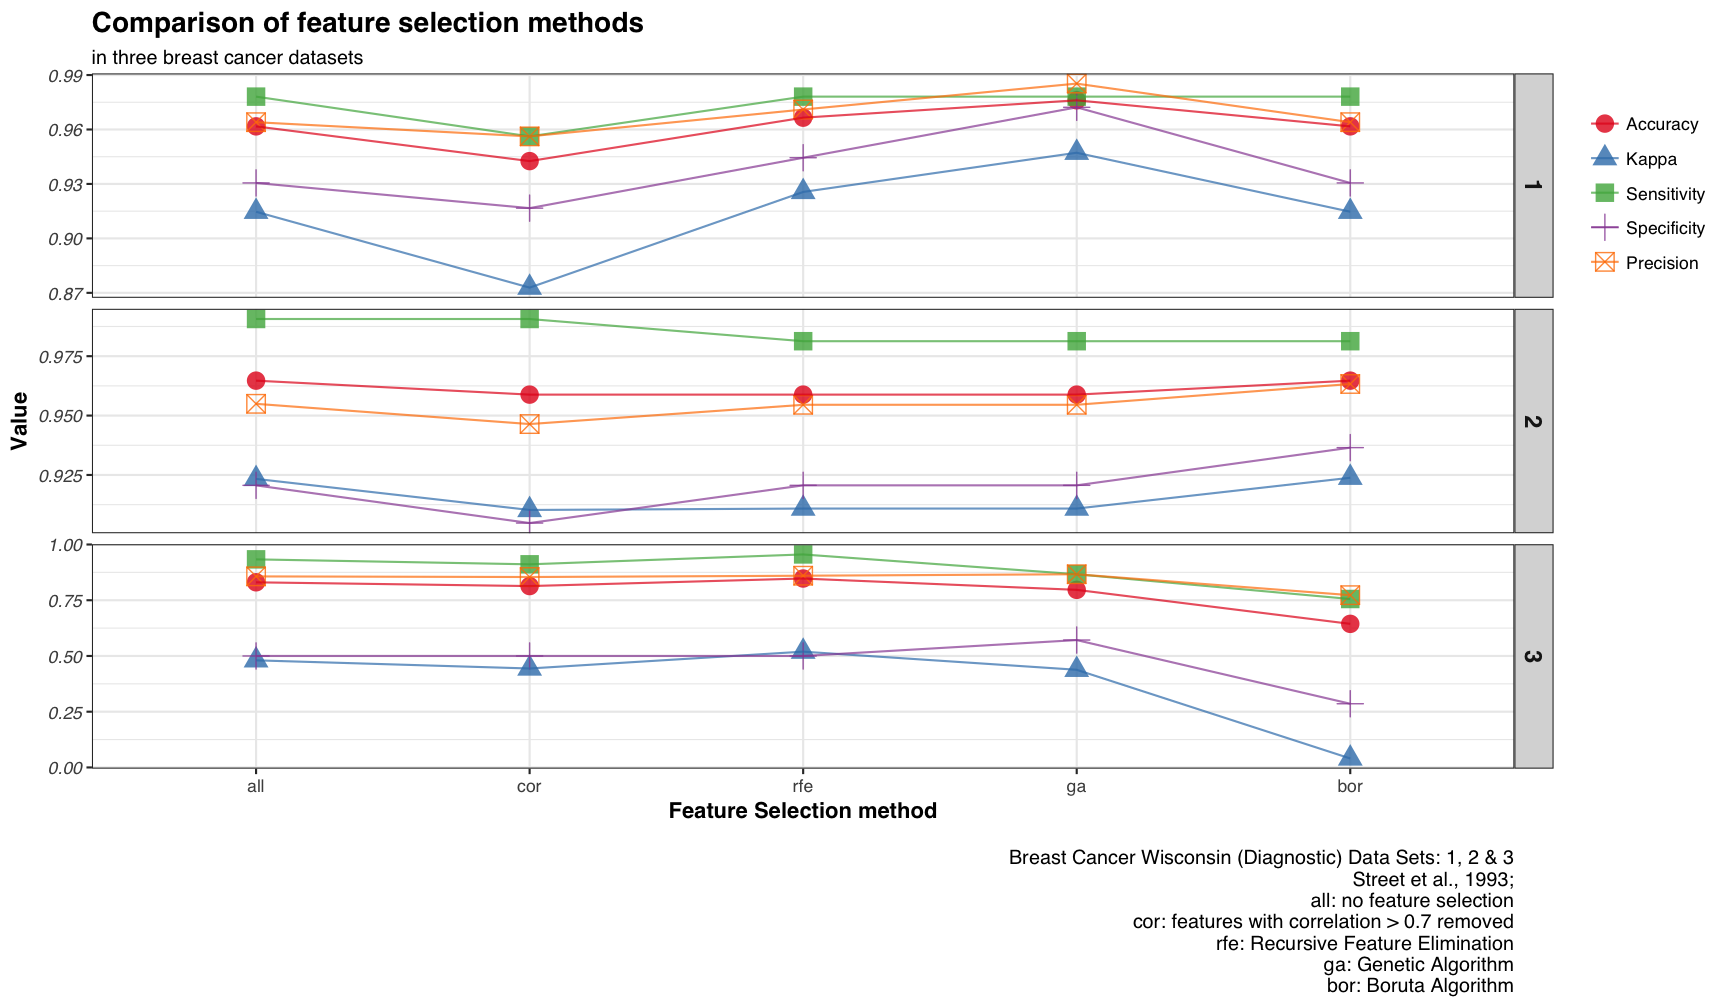 Comparison of feature selection methods
in three breast cancer datasets
0.99
0.96
0.93
0.90
0.87
1
Accuracy
Kappa
Sensitivity
Specificity
Precision
Value
0.975
0.950
0.925
2
1.00
0.75
0.50
0.25
0.00
3
all cor rfe ga bor
Feature Selection method
Breast Cancer Wisconsin (Diagnostic) Data Sets: 1, 2 & 3
Street et al., 1993;
all: no feature selection
cor: features with correlation > 0.7 removed
rfe: Recursive Feature Elimination
ga: Genetic Algorithm
bor: Boruta Algorithm